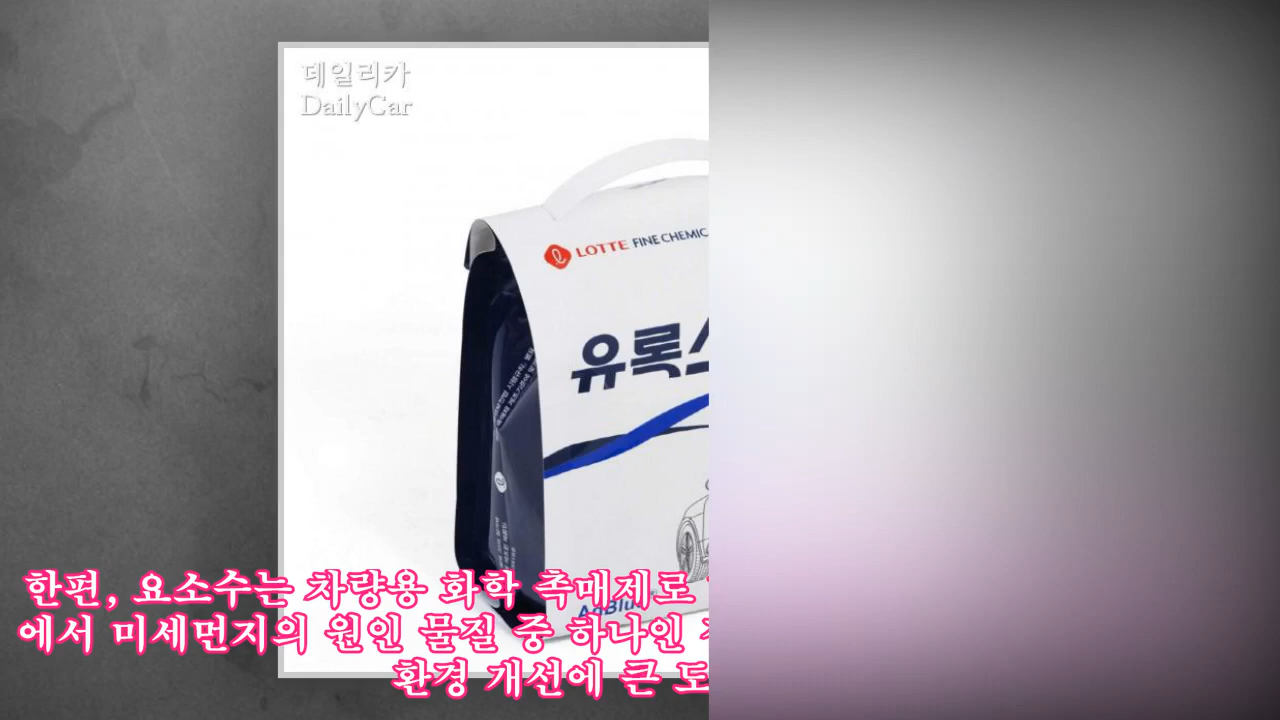 데일리카
DailyCar
LOTTE FINE CHEMIC
유록
한편, 요소수는 차량용 화학 촉매제로
에서 미세먼지의 원인 물질 중 하나인
환경 개선에 큰 도